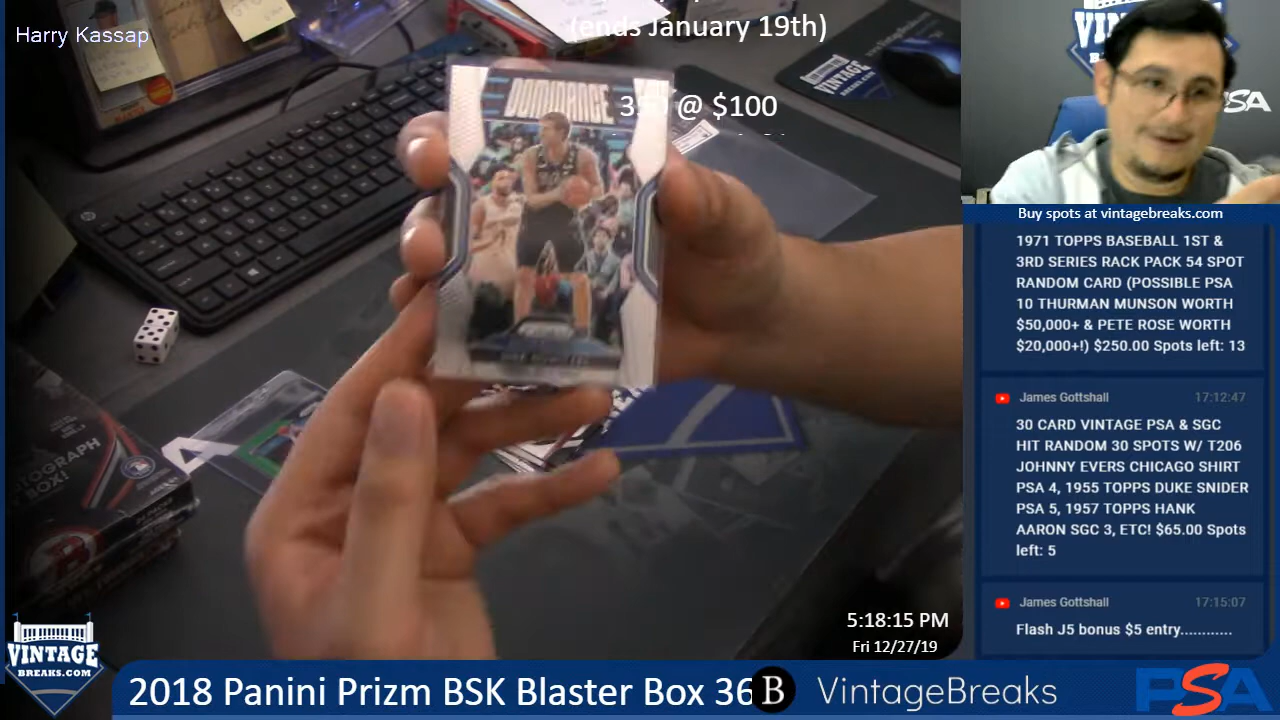 Harry Kassap
(ends January 19th)
@ $100
DOMINANCE
VINTAGE
BREAKS
SA
Buy spots at vintagebreaks.com
1971 TOPPS BASEBALL 1ST &
3RD SERIES RACK PACK 54 SPOT
RANDOM CARD (POSSIBLE PSA
10 THURMAN MUNSON WORTH
$50,000+ & PETE ROSE WORTH
$20,000+!) $250.00 Spots left: 13
James Gottshall 17:12:47
30 CARD VINTAGE PSA & SGC
HIT RANDOM 30 SPOTS W/ T206
JOHNNY EVERS CHICAGO SHIRT
PSA 4, 1955 TOPPS DUKE SNIDER
PSA 5, 1957 TOPPS HANK
AARON SGC 3, ETC! $65.00 Spots
left: 5
James Gottshall 17:15:07
Flash J5 bonus $5 entry............
AUTOGRAPH
BOX!
5:18:15 PM
Fri 12/27/19
VINTAGE
BREAKS.COM
2018 Panini Prizm BSK Blaster Box 36
B VintageBreaks
PSA